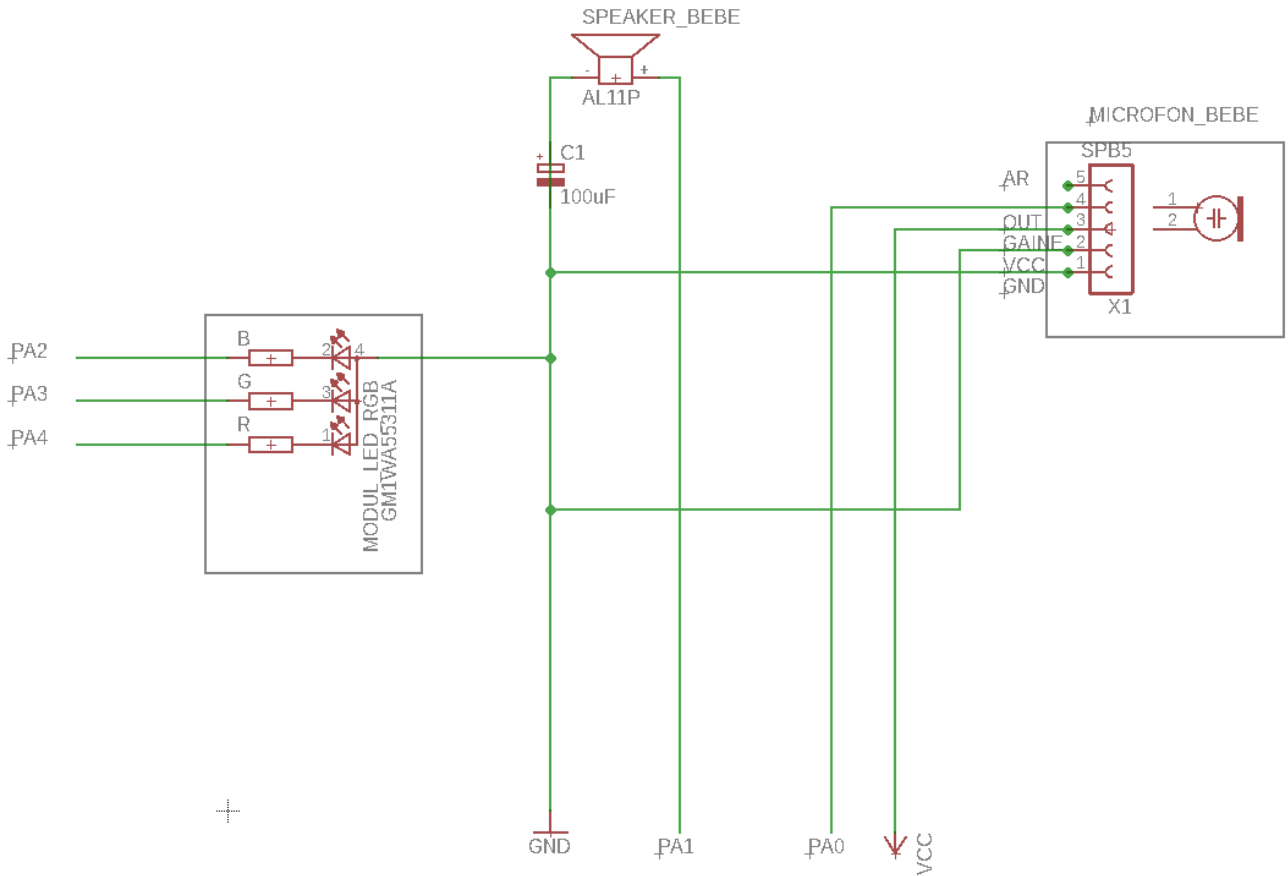 SPEAKER_BEBE
- +
AL11P
MICROFON_BEBE
SPB5
+ C1
100uF
AR
5
4
OUT
3
GAINE
2
VCC
1
GND
X1
1
2
PA2
B
2
4
PA3
G
3
PA4
R
1
MODUL_LED_RGB
GM1WA55311A
GND
PA1
PA0
VCC